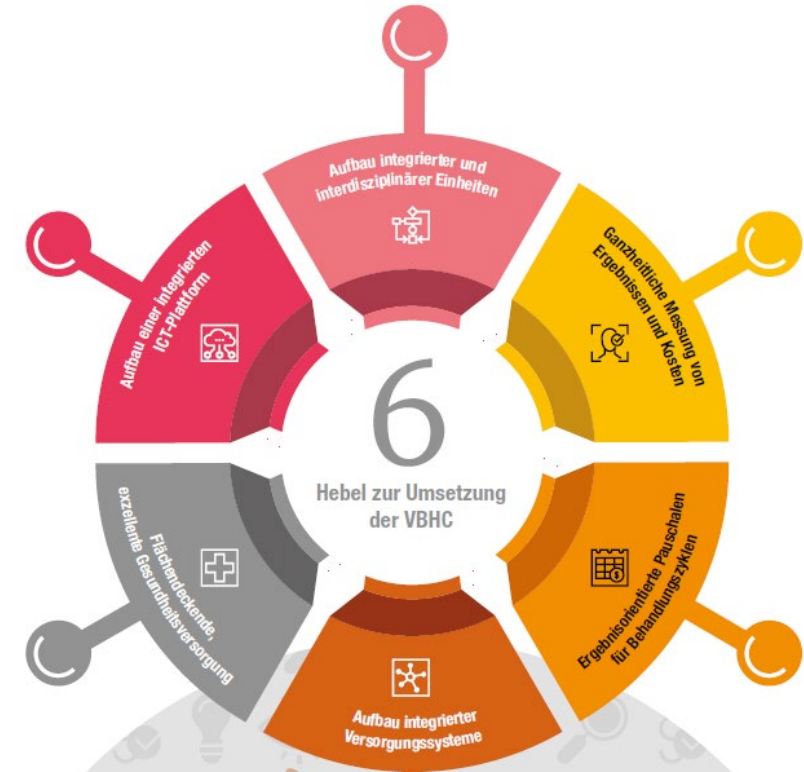 Aufbau integrierter und
interdisziplinärer Einheiten
Ganzheitliche Messung von
Ergebnissen und Kosten
Ergebnisorientierte Pauschalen
für Behandlungszyklen
Aufbau integrierter
Versorgungssysteme
Flächendeckende,
exzellente Gesundheitsversorgung
Aufbau einer integrierten
ICT-Plattform
6
Hebel zur Umsetzung
der VBHC